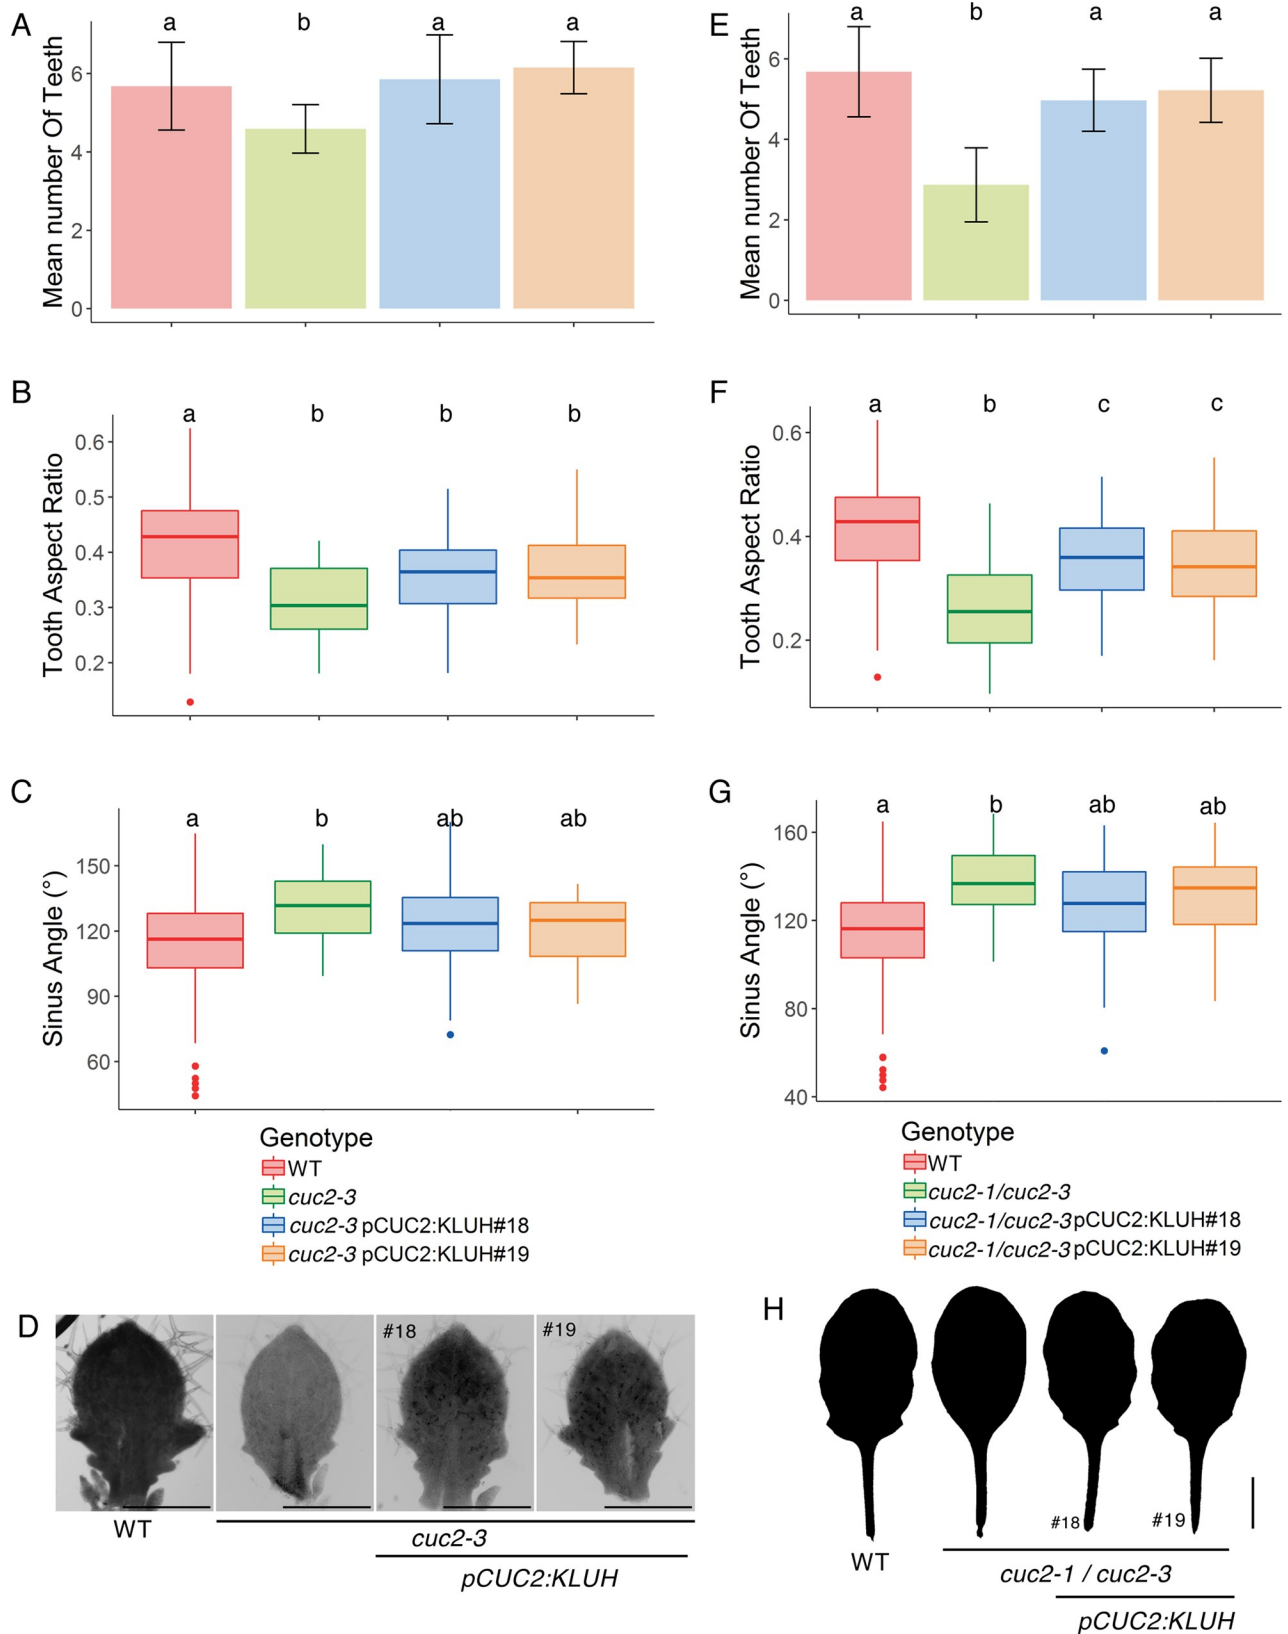 A
a b a a
Mean number Of Teeth
6
4
2
0
B
a b b b
Tooth Aspect Ratio
0.6
0.5
0.4
0.3
0.2
C
a b ab ab
Sinus Angle (°)
150
120
90
60
Genotype
WT
cuc2-3
cuc2-3 pCUC2:KLUH#18
cuc2-3 pCUC2:KLUH#19
D
#18 #19
WT
cuc2-3
pCUC2:KLUH
E
a b a a
Mean number Of Teeth
6
4
2
0
F
a b c c
Tooth Aspect Ratio
0.6
0.4
0.2
G
a b ab ab
Sinus Angle (°)
160
120
80
40
Genotype
WT
cuc2-1/cuc2-3
cuc2-1/cuc2-3 pCUC2:KLUH#18
cuc2-1/cuc2-3 pCUC2:KLUH#19
H
#18 #19
WT
cuc2-1 / cuc2-3
pCUC2:KLUH